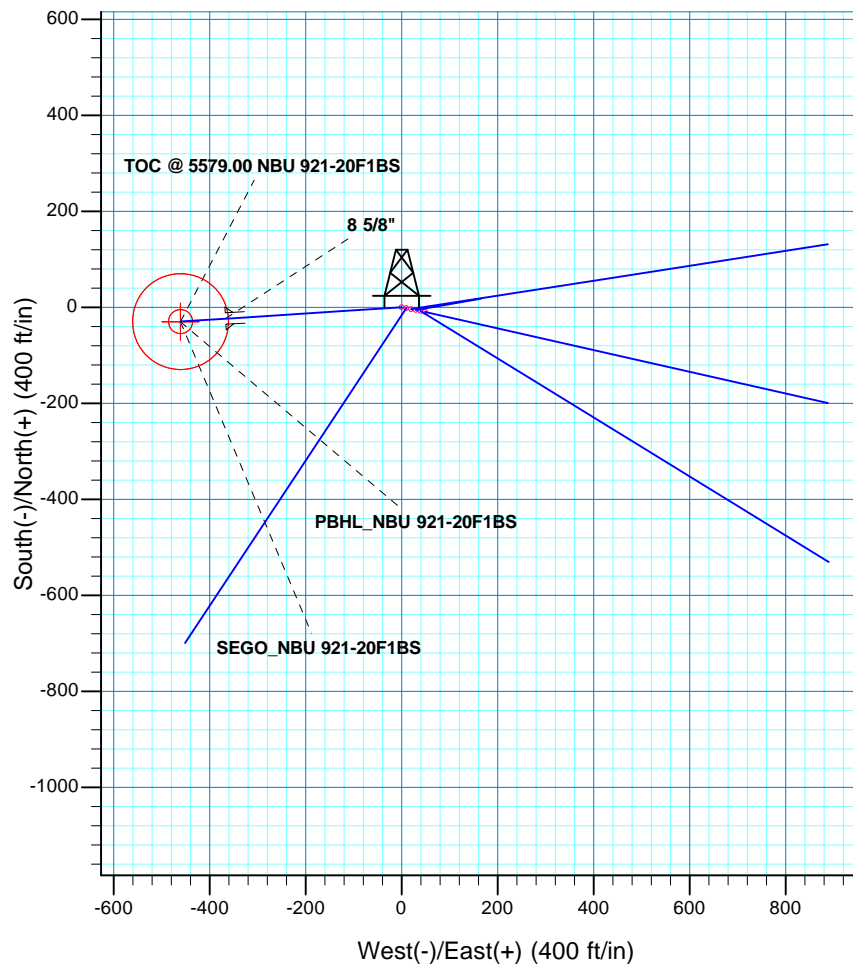 600
400
200
0
-200
-400
-600
-800
-1000
South(-)/North(+) (400 ft/in)
TOC @ 5579.00 NBU 921-20F1BS
8 5/8"
PBHL_NBU 921-20F1BS
SEGO_NBU 921-20F1BS
-600 -400 -200 0 200 400 600 800
West(-)/East(+) (400 ft/in)